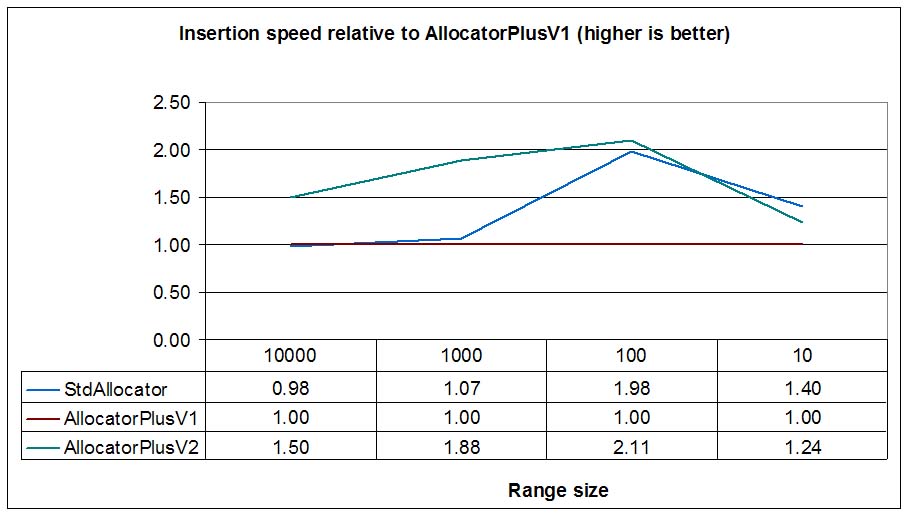 Insertion speed relative to AllocatorPlusV1 (higher is better)
2.50
2.00
1.50
1.00
0.50
0.00
10000 1000 100 10
StdAllocator 0.98 1.07 1.98 1.40
AllocatorPlusV1 1.00 1.00 1.00 1.00
AllocatorPlusV2 1.50 1.88 2.11 1.24
Range size